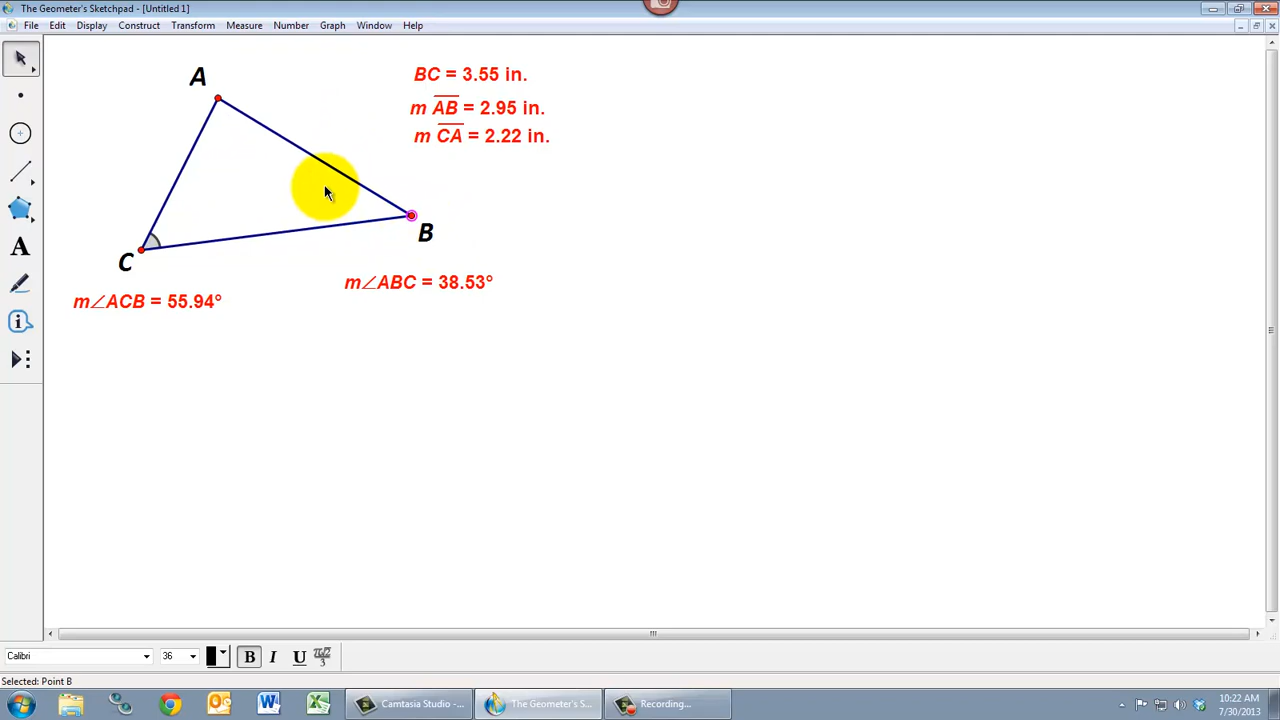 The Geometer's Sketchpad - [Untitled 1]
File Edit Display Construct Transform Measure Number Graph Window Help
A
BC = 3.55 in.
m AB = 2.95 in.
m CA = 2.22 in.
B
C
m∠ABC = 38.53°
m∠ACB = 55.94°
A
Calibri 36 B I U
Selected: Point B
Camtasia Studio -... The Geometer's S... Recording...
10:22 AM
7/30/2013